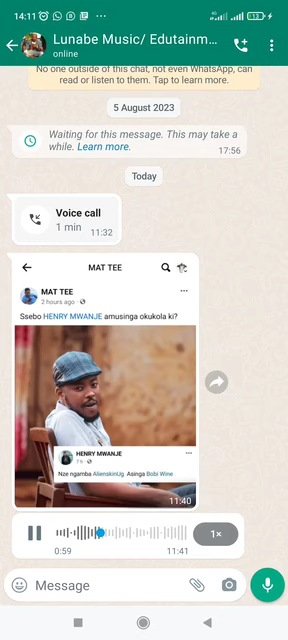 14:11
Lunabe Music/ Edutainm...
online
No one outside of this chat, not even WhatsApp, can
read or listen to them. Tap to learn more.
5 August 2023
Waiting for this message. This may take a
while. Learn more.
17:56
Today
Voice call
1 min
11:32
MAT TEE
MAT TEE
2 hours ago
Ssebo HENRY MWANJE amusinga okukola ki?
HENRY MWANJE
Nze ngamba AlienskinUg Asinga Bobi Wine
11:40
1×
0:59
11:41
Message